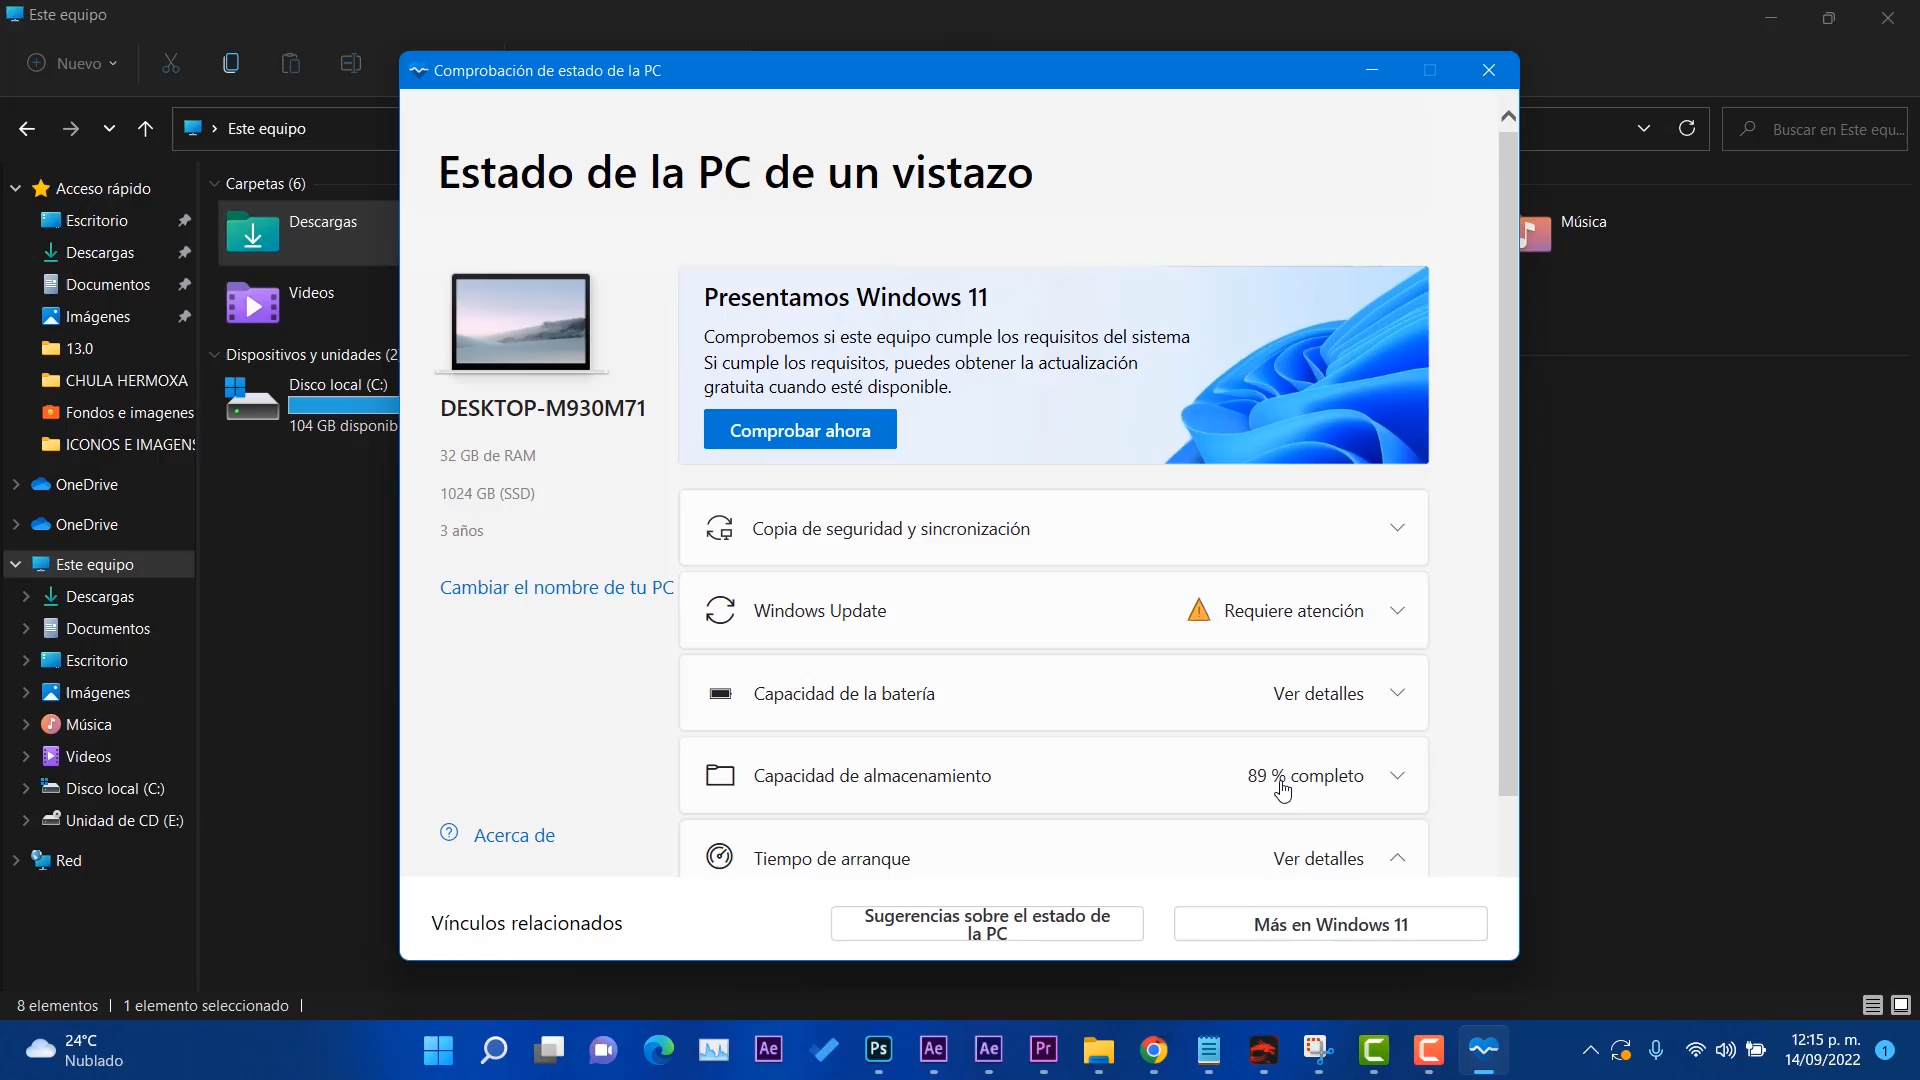 Este equipo
Nuevo
Este equipo
Buscar en Este equ...
Acceso rápido
Escritorio
Descargas
Documentos
Imágenes
13.0
CHULA HERMOXA
Fondos e imagenes
ICONOS E IMAGENS
OneDrive
OneDrive
Este equipo
Descargas
Documentos
Escritorio
Imágenes
Música
Videos
Disco local (C:)
Unidad de CD (E:)
Red
Carpetas (6)
Descargas
Videos
Dispositivos y unidades (2
Disco local (C:)
104 GB disponib
Música
Comprobación de estado de la PC
Estado de la PC de un vistazo
DESKTOP-M930M71
32 GB de RAM
1024 GB (SSD)
3 años
Cambiar el nombre de tu PC
Acerca de
Presentamos Windows 11
Comprobemos si este equipo cumple los requisitos del sistema
Si cumple los requisitos, puedes obtener la actualización
gratuita cuando esté disponible.
Comprobar ahora
Copia de seguridad y sincronización
Windows Update Requiere atención
Capacidad de la batería Ver detalles
Capacidad de almacenamiento 89 % completo
Tiempo de arranque Ver detalles
Vínculos relacionados
Sugerencias sobre el estado de
la PC
Más en Windows 11
8 elementos
1 elemento seleccionado
24°C
Nublado
Ae
Ps
Ae
Ae
Pr
12:15 p. m.
14/09/2022
1